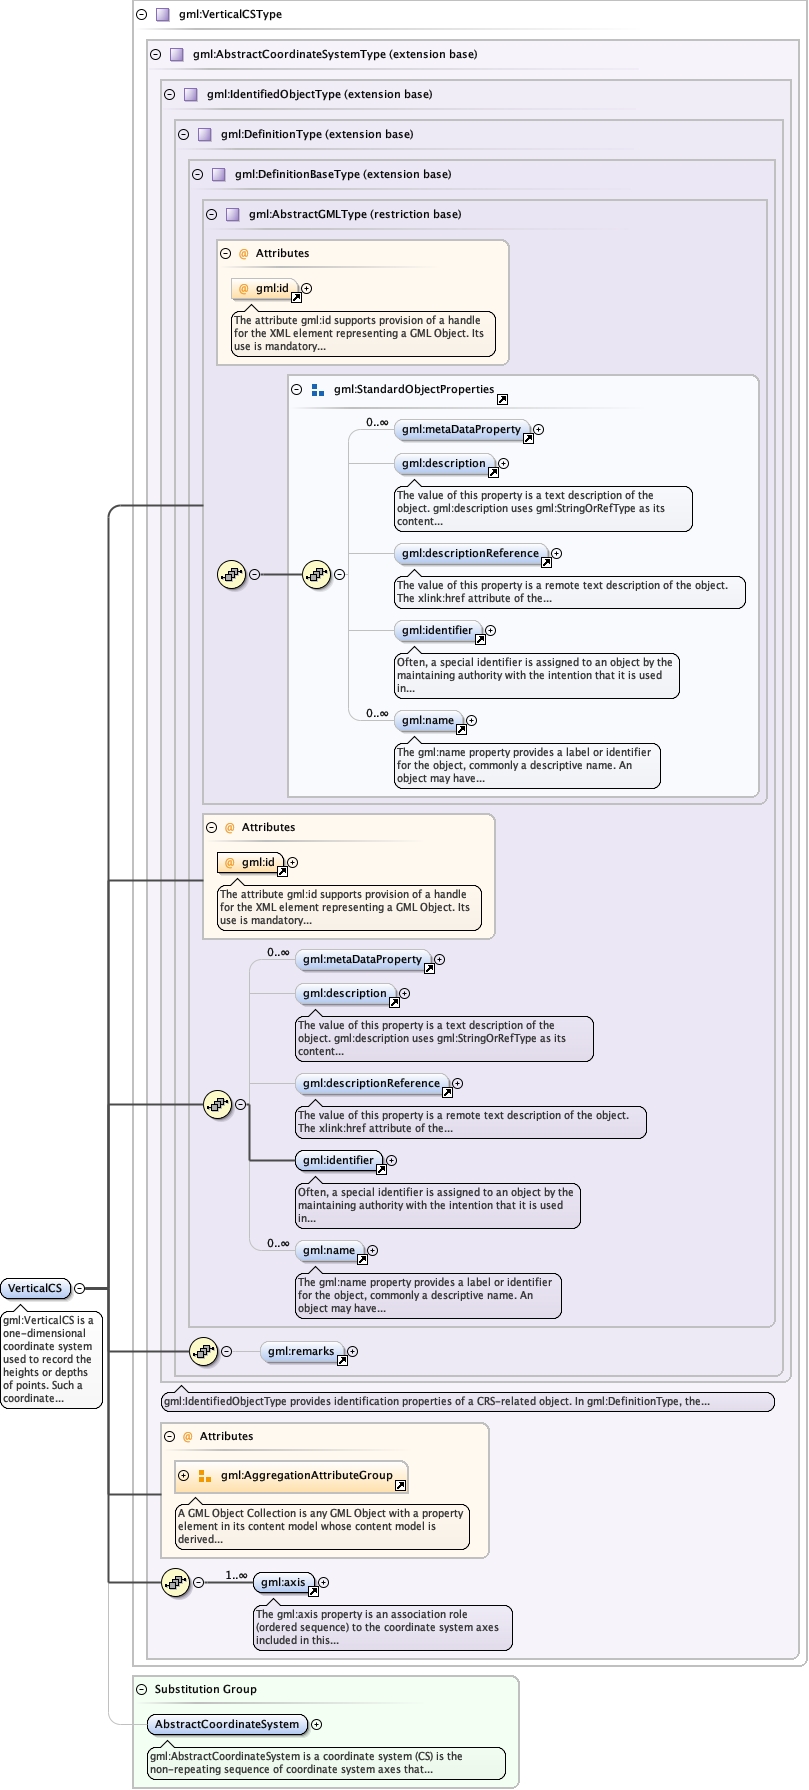 gml:VerticalCSType
gml:AbstractCoordinateSystemType (extension base)
gml:IdentifiedObjectType (extension base)
gml:DefinitionType (extension base)
gml:DefinitionBaseType (extension base)
gml:AbstractGMLType (restriction base)
@ Attributes
@ gml:id
The attribute gml:id supports provision of a handle
for the XML element representing a GML Object. Its
use is mandatory...
gml:StandardObjectProperties
0..∞
gml:metaDataProperty
gml:description
The value of this property is a text description of the
object. gml:description uses gml:StringOrRefType as its
content...
gml:descriptionReference
The value of this property is a remote text description of the object.
The xlink:href attribute of the...
gml:identifier
Often, a special identifier is assigned to an object by the
maintaining authority with the intention that it is used
in...
0..∞
gml:name
The gml:name property provides a label or identifier
for the object, commonly a descriptive name. An
object may have...
@ Attributes
@ gml:id
The attribute gml:id supports provision of a handle
for the XML element representing a GML Object. Its
use is mandatory...
0..∞
gml:metaDataProperty
gml:description
The value of this property is a text description of the
object. gml:description uses gml:StringOrRefType as its
content...
gml:descriptionReference
The value of this property is a remote text description of the object.
The xlink:href attribute of the...
gml:identifier
Often, a special identifier is assigned to an object by the
maintaining authority with the intention that it is used
in...
0..∞
gml:name
The gml:name property provides a label or identifier
for the object, commonly a descriptive name. An
object may have...
VerticalCS
gml:VerticalCS is a
one-dimensional
coordinate system
used to record the
heights or depths
of points. Such a
coordinate...
gml:remarks
gml:IdentifiedObjectType provides identification properties of a CRS-related object. In gml:DefinitionType, the...
@ Attributes
gml:AggregationAttributeGroup
A GML Object Collection is any GML Object with a property
element in its content model whose content model is
derived...
1..∞
gml:axis
The gml:axis property is an association role
(ordered sequence) to the coordinate system axes
included in this...
Substitution Group
AbstractCoordinateSystem
gml:AbstractCoordinateSystem is a coordinate system (CS) is the
non-repeating sequence of coordinate system axes that...